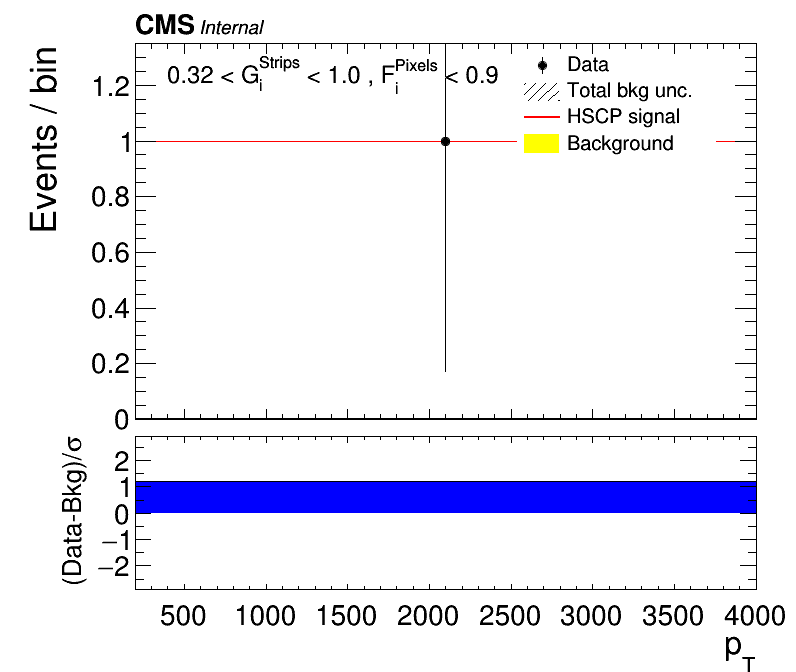 CMS Internal
Events / bin
0.32 < G_i^Strips < 1.0 , F_i^Pixels < 0.9
Data
Total bkg unc.
HSCP signal
Background
1.2
1
0.8
0.6
0.4
0.2
0
(Data-Bkg)/σ
2
1
0
−1
−2
500 1000 1500 2000 2500 3000 3500 4000
p_T